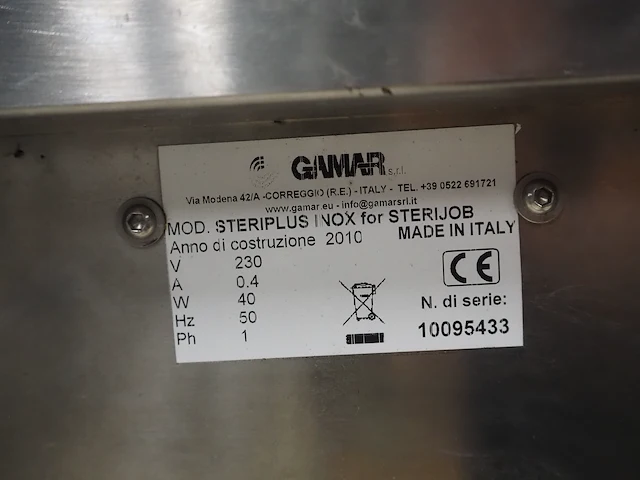 GAMAR s.r.l.
Via Modena 42/A -CORREGGIO (R.E.) - ITALY - TEL. +39 0522 691721
www.gamar.eu - info@gamarsrl.it
MOD. STERIPLUS INOX for STERIJOB
Anno di costruzione 2010 MADE IN ITALY
V 230
A 0.4
W 40
Hz 50
Ph 1
CE
N. di serie:
10095433